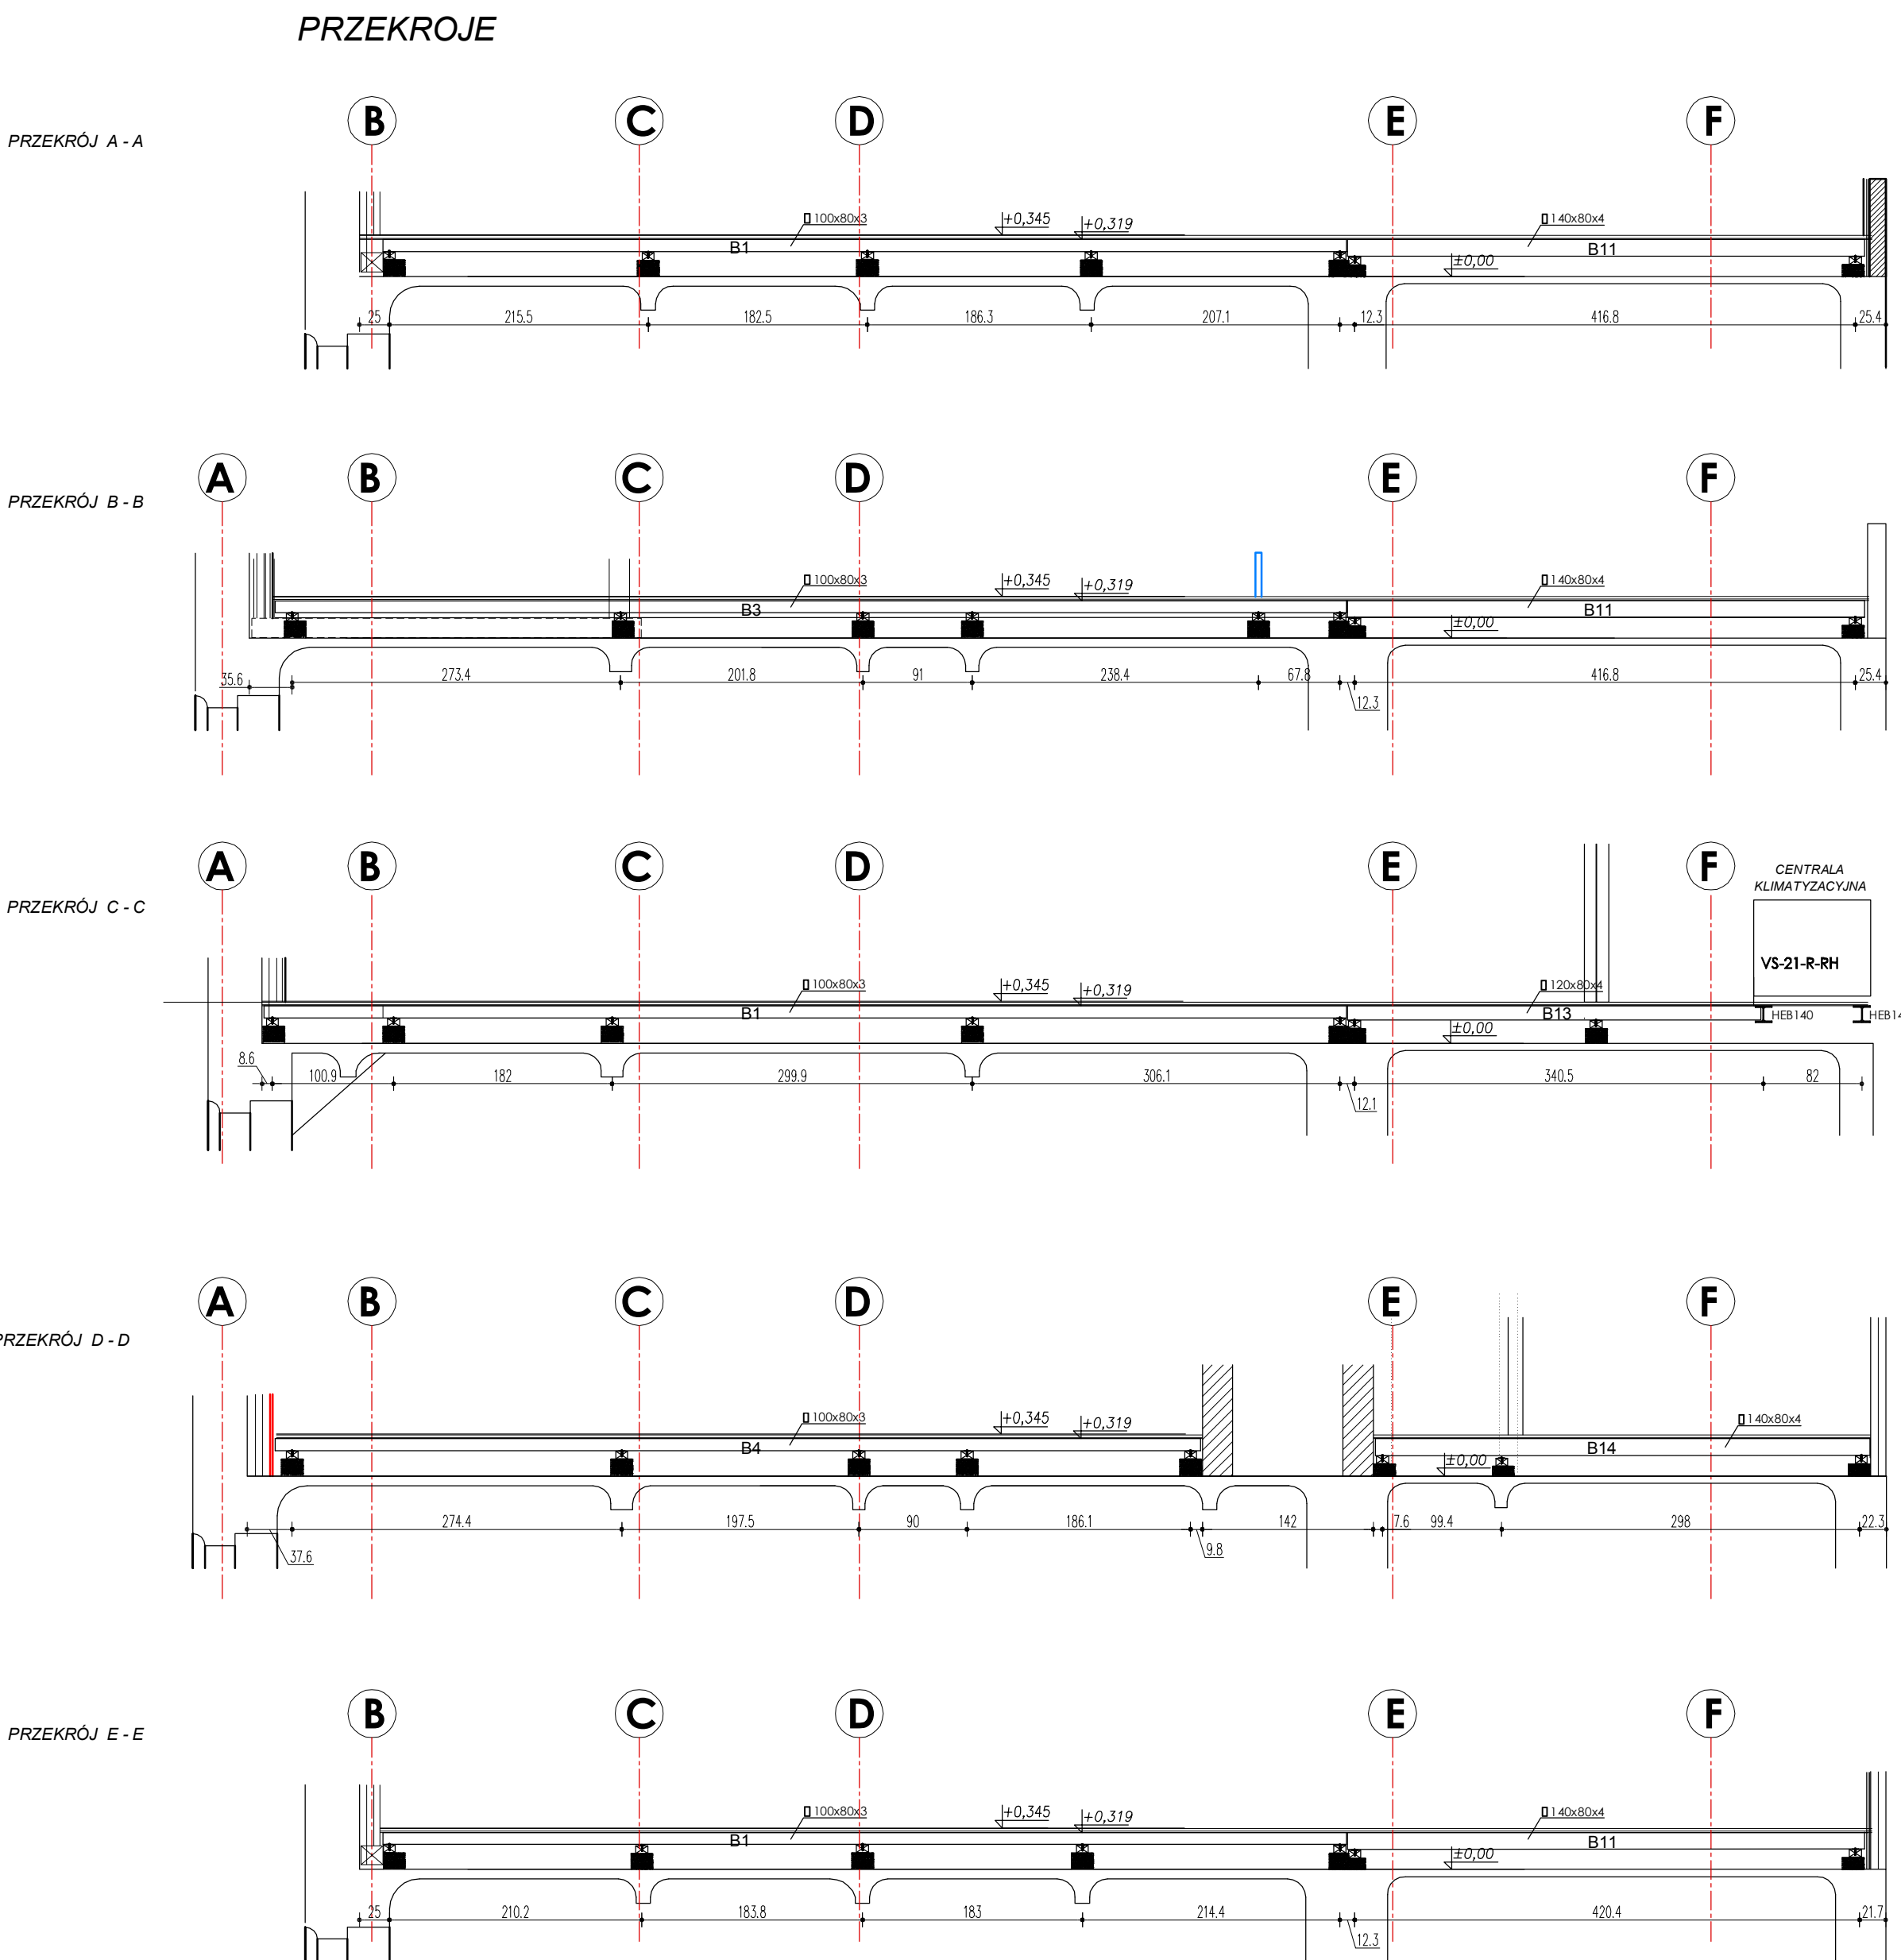 PRZEKROJE
B C D E F
PRZEKRÓJ A - A
100x80x3 +0,345 +0,319 140x80x4
B1 B11
±0,00
25 215.5 182.5 186.3 207.1 12.3 416.8 25.4
A B C D E F
PRZEKRÓJ B - B
100x80x3 +0,345 +0,319 140x80x4
B3 B11
±0,00
35.6 273.4 201.8 91 238.4 67.8 416.8 25.4
12.3
A B C D E F
CENTRALA
KLIMATYZACYJNA
PRZEKRÓJ C - C
VS-21-R-RH
100x80x3 +0,345 +0,319 120x80x4
B1 B13 HEB140 HEB14
±0,00
8.6 100.9 182 299.9 306.1 340.5 82
12.1
A B C D E F
PRZEKRÓJ D - D
100x80x3 +0,345 +0,319 140x80x4
B4 B14
±0,00
274.4 197.5 90 186.1 142 7.6 99.4 298 22.3
37.6 9.8
B C D E F
PRZEKRÓJ E - E
100x80x3 +0,345 +0,319 140x80x4
B1 B11
±0,00
25 210.2 183.8 183 214.4 420.4 21.7
12.3